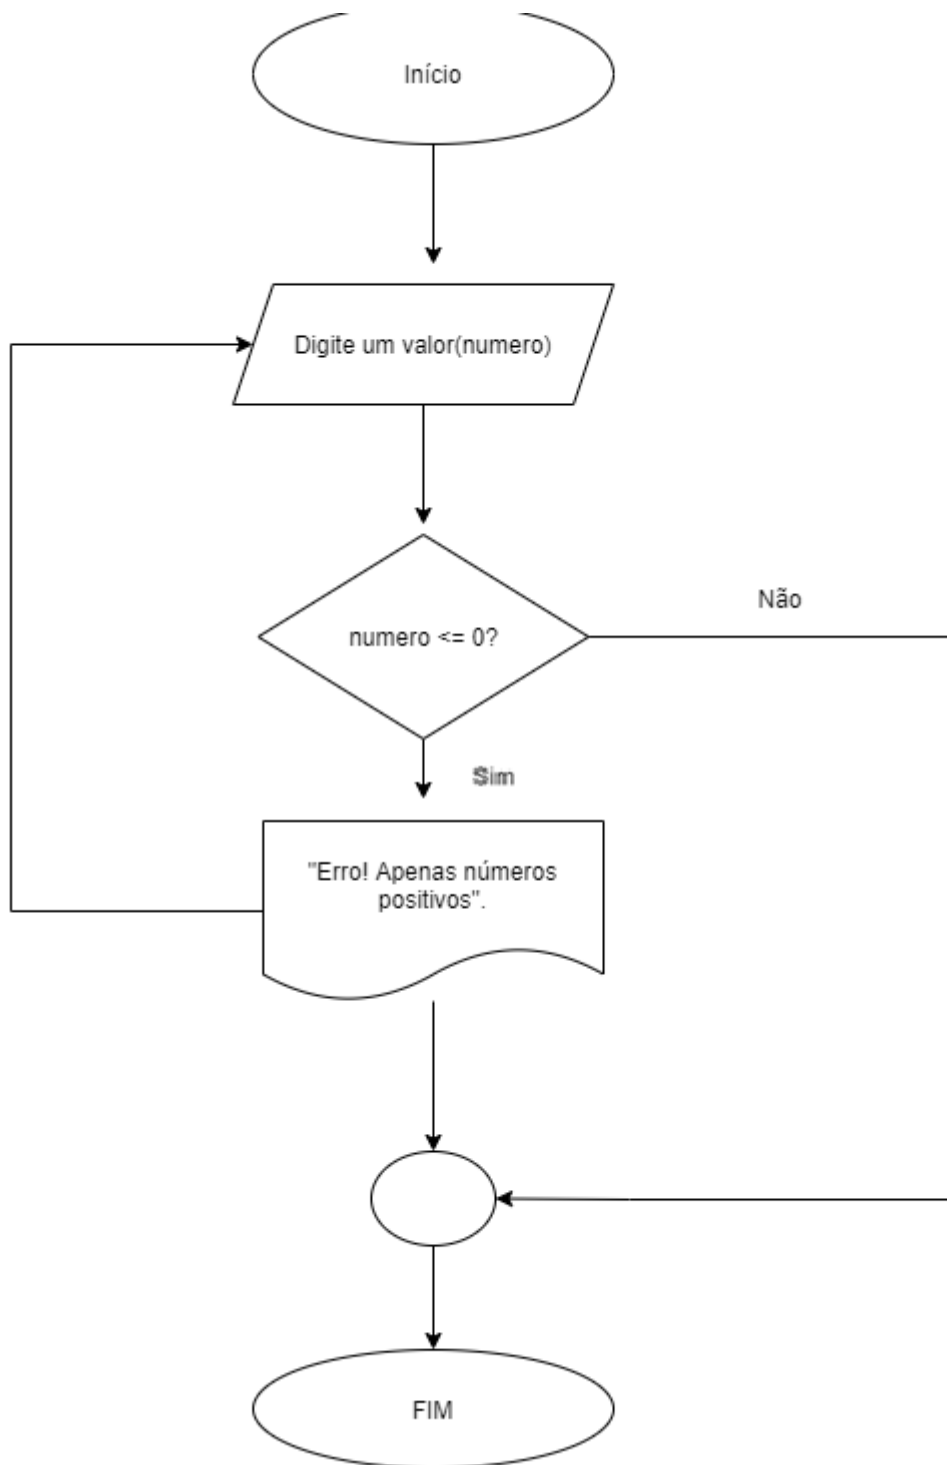 Início
Digite um valor(numero)
numero <= 0?
Não
Sim
"Erro! Apenas números
positivos".
FIM